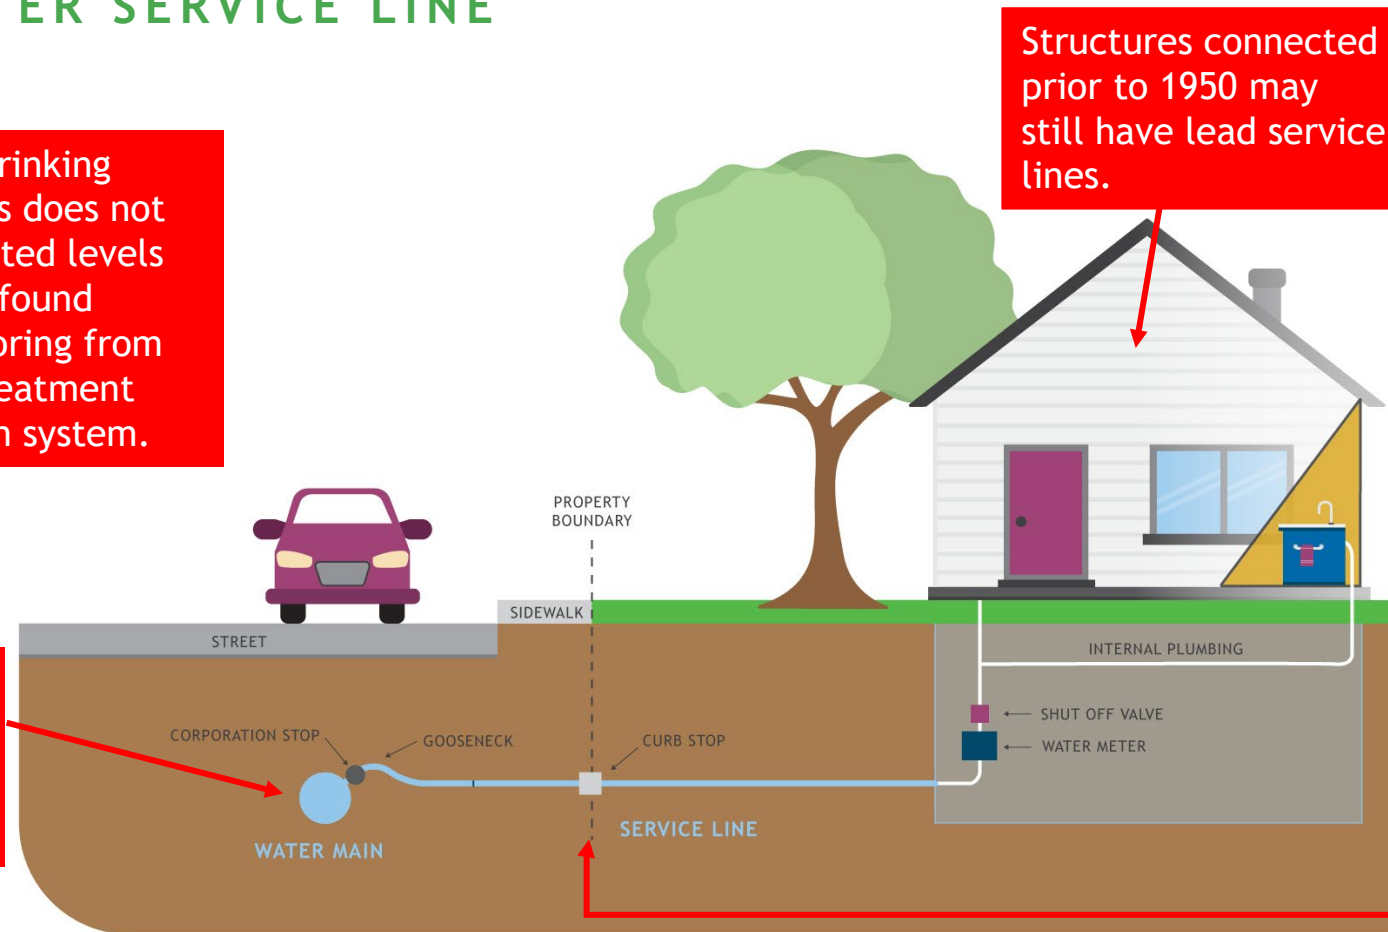 ER SERVICE LINE
Structures connected
prior to 1950 may
still have lead service
lines.
rinking
s does not
ted levels
found
oring from
eatment
n system.
PROPERTY
BOUNDARY
SIDEWALK
STREET
INTERNAL PLUMBING
SHUT OFF VALVE
WATER METER
CORPORATION STOP
GOOSENECK
CURB STOP
SERVICE LINE
WATER MAIN